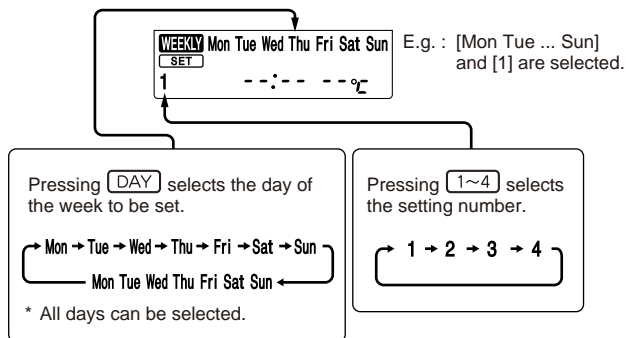 WEEKLY Mon Tue Wed Thu Fri Sat Sun
SET
1 --:-- --°C
E.g. : [Mon Tue ... Sun]
and [1] are selected.
Pressing DAY selects the day of
the week to be set.
Mon → Tue → Wed → Thu → Fri → Sat → Sun
Mon Tue Wed Thu Fri Sat Sun
* All days can be selected.
Pressing 1~4 selects
the setting number.
1 → 2 → 3 → 4